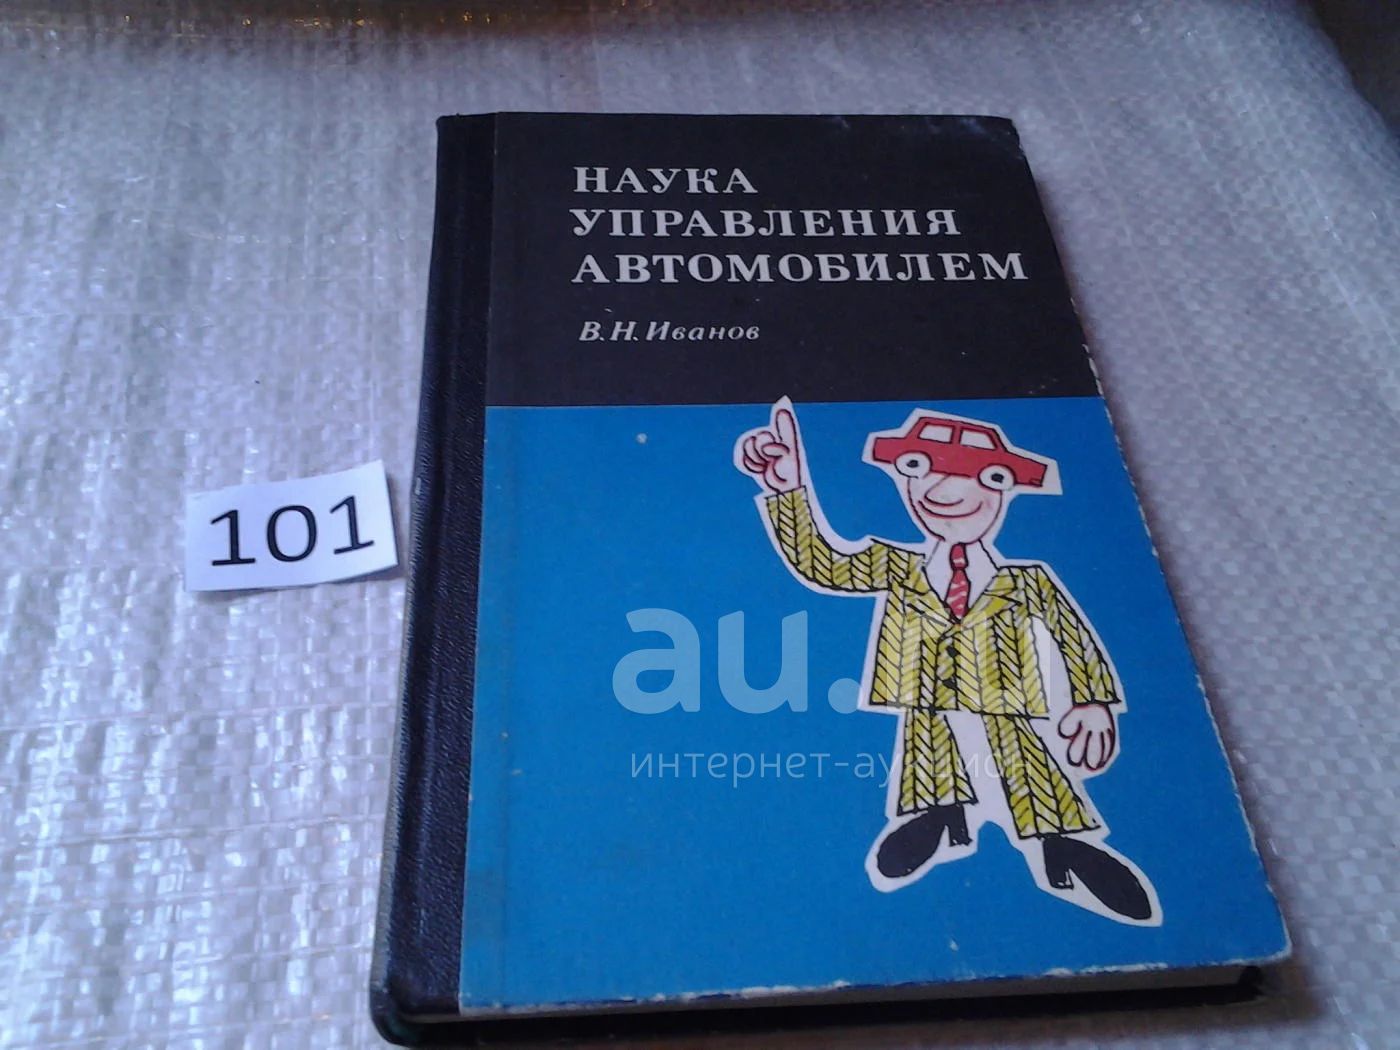 НАУКА
УПРАВЛЕНИЯ
АВТОМОБИЛЕМ
В. Н. Иванов
101
au.ru
интернет-аукцион